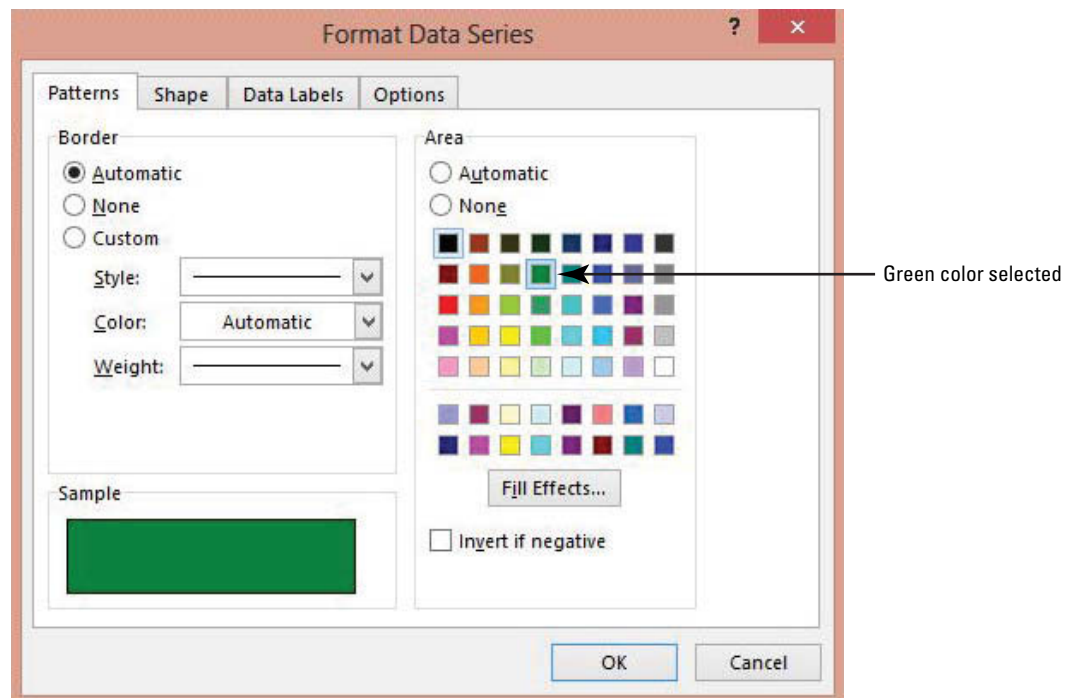 Format Data Series
?
×
Patterns
Shape
Data Labels
Options
Border
Automatic
None
Custom
Style:
Color:
Automatic
Weight:
Sample
Area
Automatic
None
Fill Effects...
Invert if negative
Green color selected
OK
Cancel